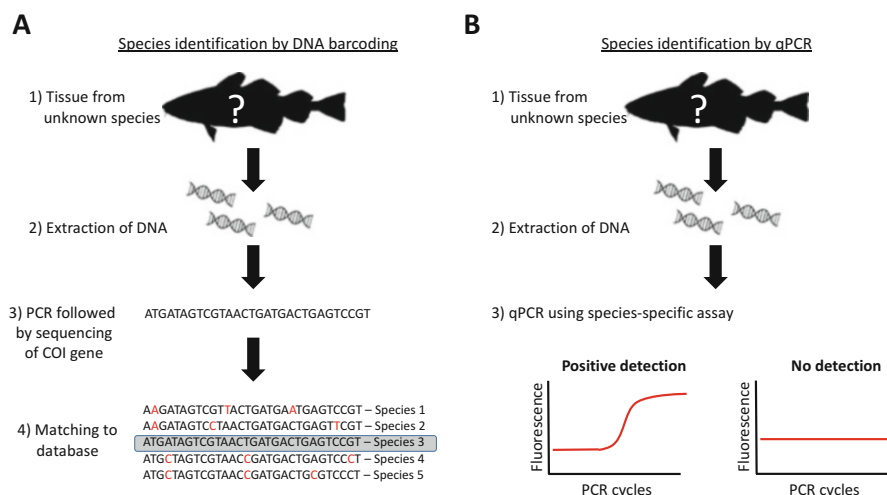 A
Species identification by DNA barcoding
1) Tissue from
unknown species
?
2) Extraction of DNA
3) PCR followed
by sequencing
of COI gene
ATGATAGTCGTAACTGATGACTGAGTCCGT
4) Matching to
database
AAGATAGTCGTTACTGATGAATGAGTCCGT – Species 1
AAGATAGTCCTAACTGATGACTGAGTTCGT – Species 2
ATGATAGTCGTAACTGATGACTGAGTCCGT – Species 3
ATGCTAGTCGTAACCGATGACTGAGTCCCT – Species 4
ATGCTAGTCGTAACCGATGACTGCGTCCCT – Species 5
B
Species identification by qPCR
1) Tissue from
unknown species
?
2) Extraction of DNA
3) qPCR using species-specific assay
Positive detection
Fluorescence
PCR cycles
No detection
Fluorescence
PCR cycles